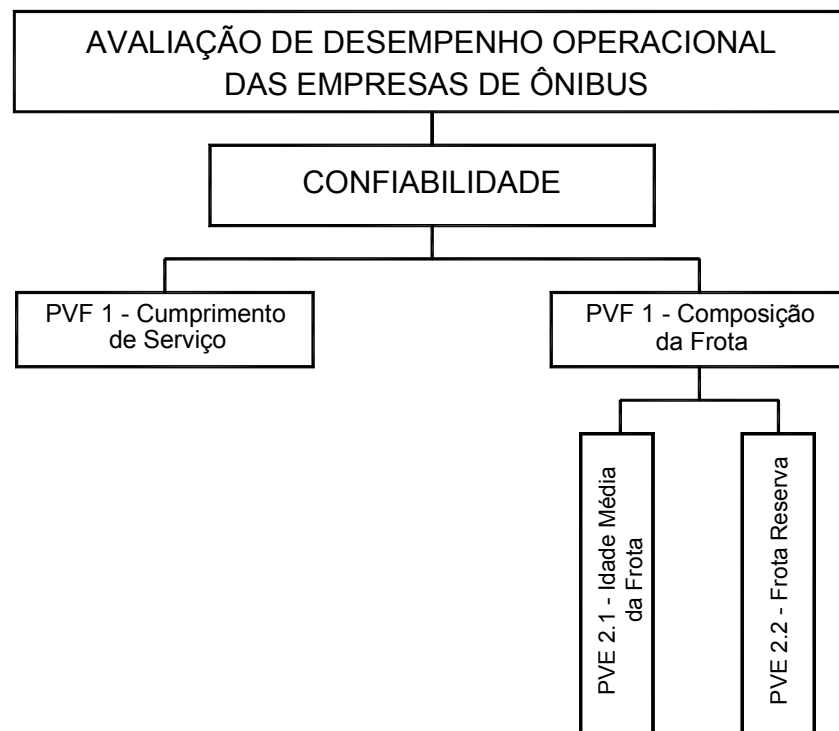 AVALIAÇÃO DE DESEMPENHO OPERACIONAL
DAS EMPRESAS DE ÔNIBUS
CONFIABILIDADE
PVF 1 - Cumprimento
de Serviço
PVF 1 - Composição
da Frota
PVE 2.1 - Idade Média
da Frota
PVE 2.2 - Frota Reserva